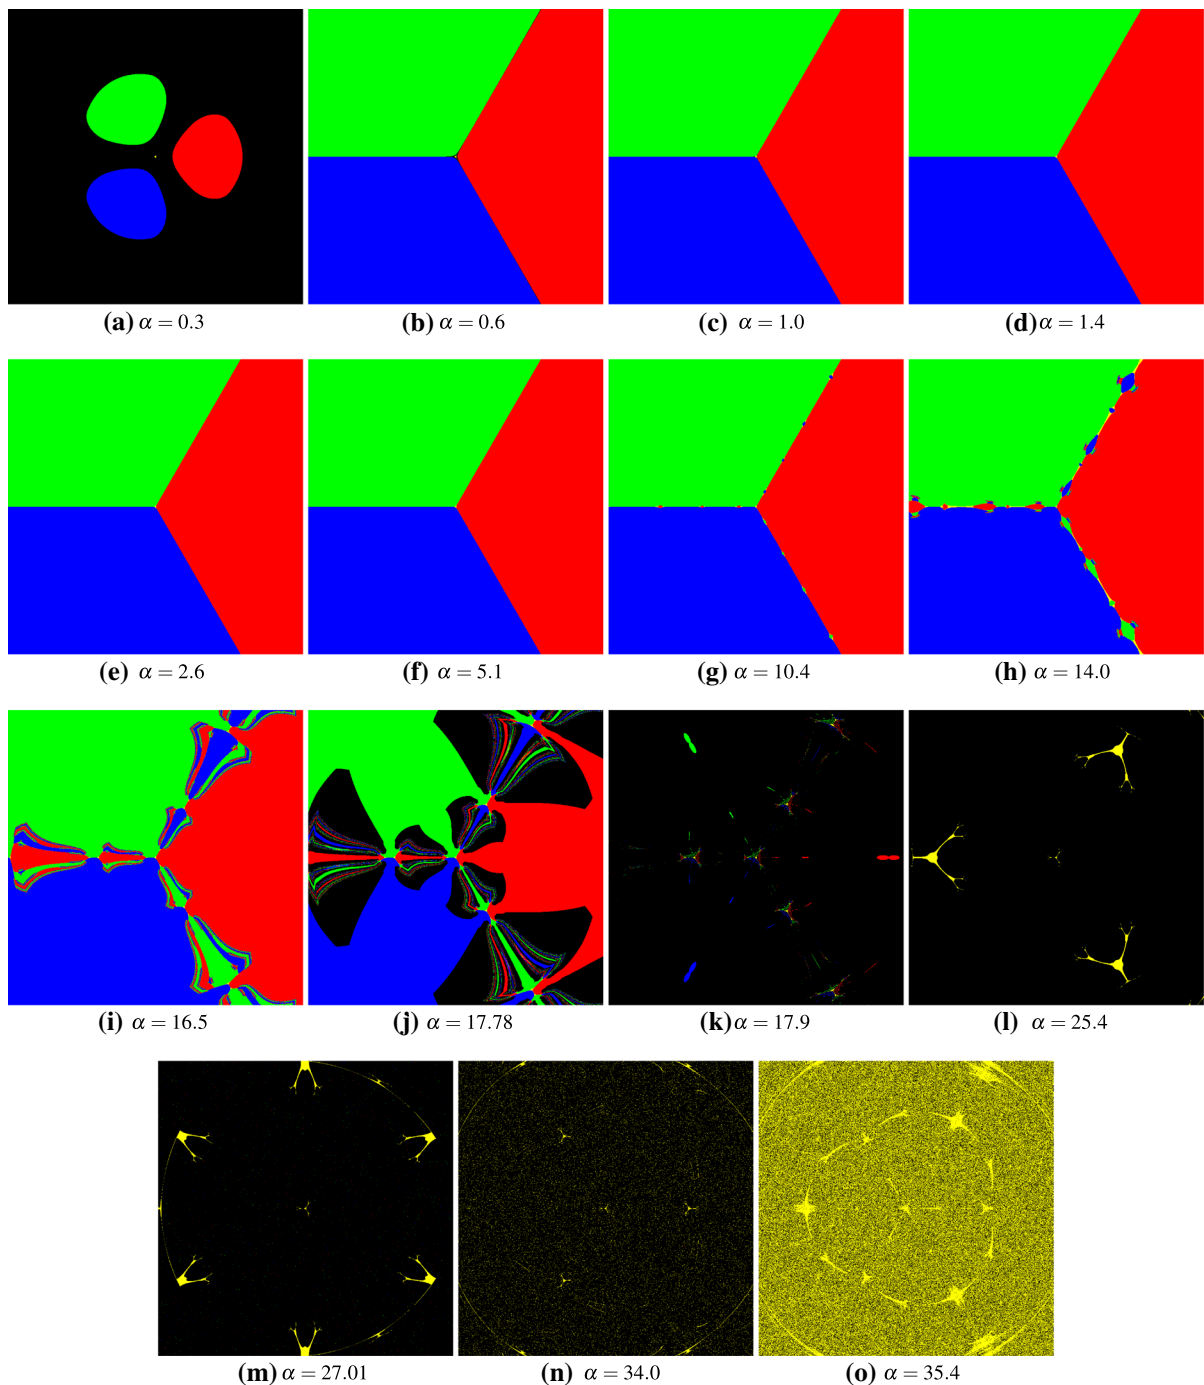 (a) α = 0.3
(b) α = 0.6
(c) α = 1.0
(d) α = 1.4
(e) α = 2.6
(f) α = 5.1
(g) α = 10.4
(h) α = 14.0
(i) α = 16.5
(j) α = 17.78
(k) α = 17.9
(l) α = 25.4
(m) α = 27.01
(n) α = 34.0
(o) α = 35.4